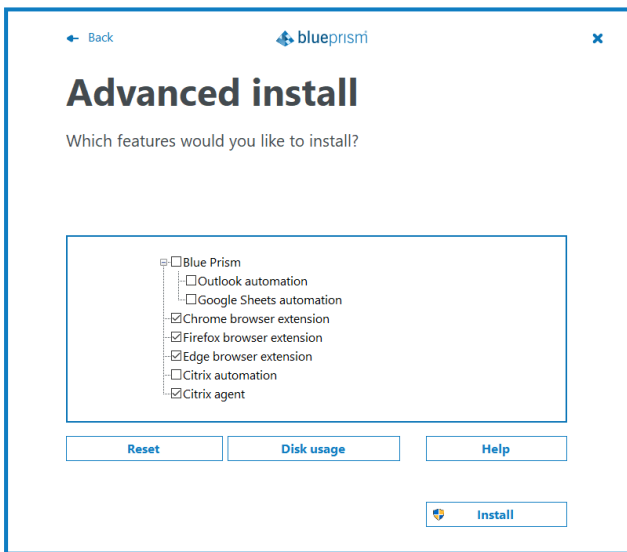 Back
blueprism
Advanced install
Which features would you like to install?
Blue Prism
Outlook automation
Google Sheets automation
Chrome browser extension
Firefox browser extension
Edge browser extension
Citrix automation
Citrix agent
Reset Disk usage Help
Install